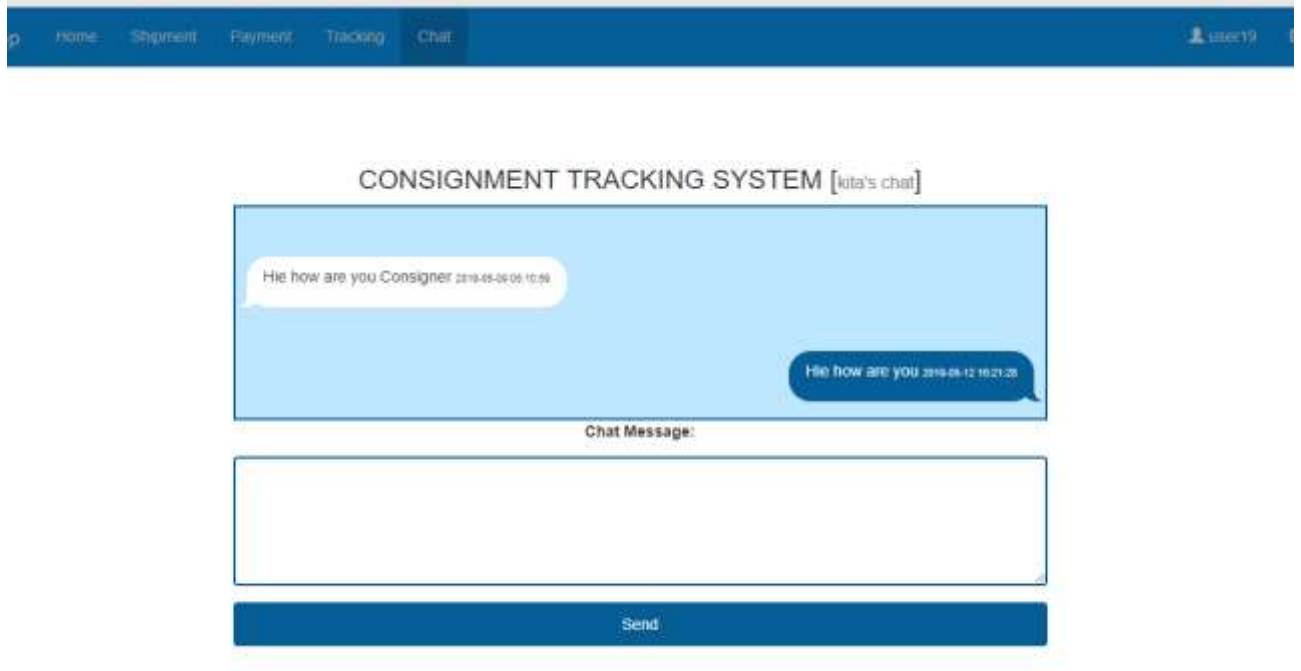 Home Shipment Payment Tracking Chat user19
CONSIGNMENT TRACKING SYSTEM [kita's chat]
Hie how are you Consigner
Hie how are you
Chat Message:
Send